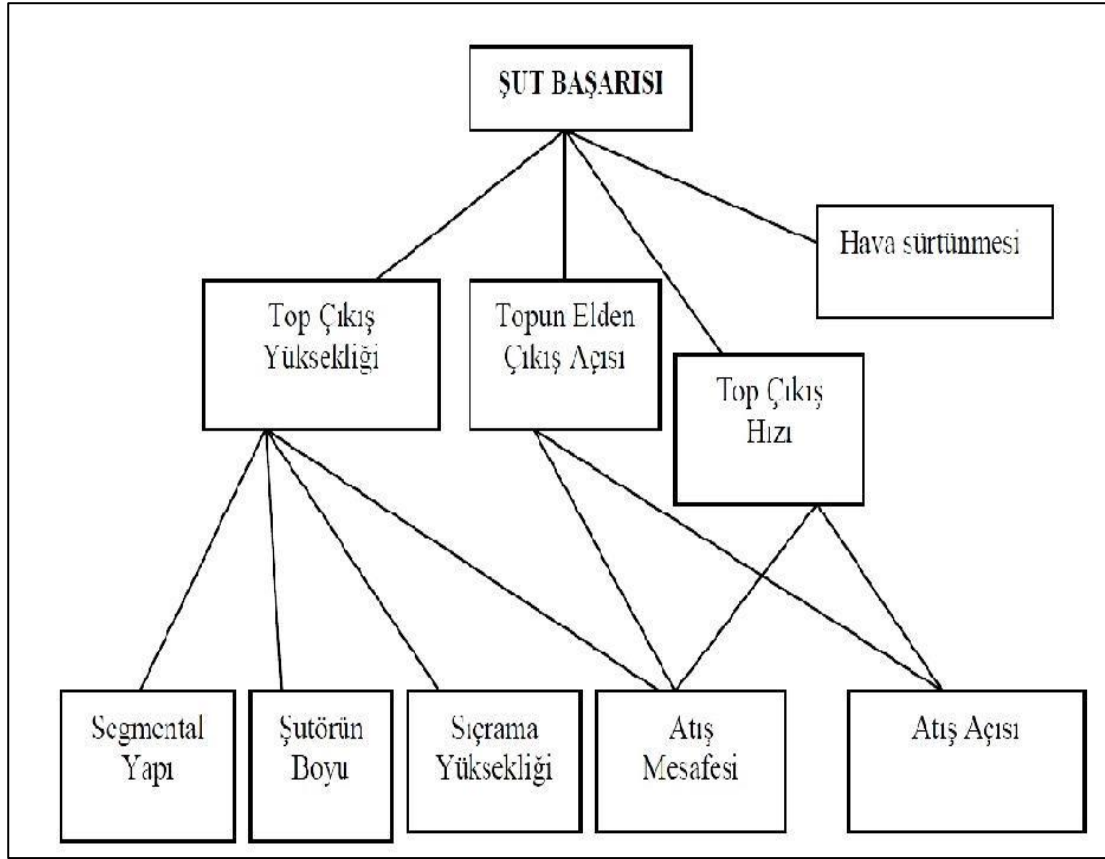 ŞUT BAŞARISI
Hava sürtünmesi
Top Çıkış
Yüksekliği
Topun Elden
Çıkış Açısı
Top Çıkış
Hızı
Segmental
Yapı
Şutörün
Boyu
Sıçrama
Yüksekliği
Atış
Mesafesi
Atış Açısı